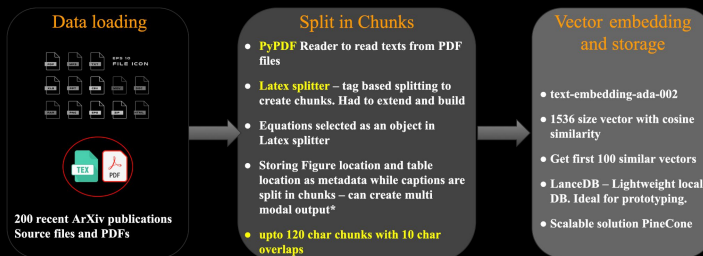 Data loading
EPS 10
FILE ICON
TEX
PDF
200 recent ArXiv publications
Source files and PDFs
Split in Chunks
● PyPDF Reader to read texts from PDF
files
● Latex splitter – tag based splitting to
create chunks. Had to extend and build
● Equations selected as an object in
Latex splitter
● Storing Figure location and table
location as metadata while captions are
split in chunks – can create multi
modal output*
● upto 120 char chunks with 10 char
overlaps
Vector embedding
and storage
● text-embedding-ada-002
● 1536 size vector with cosine
similarity
● Get first 100 similar vectors
● LanceDB – Lightweight local
DB. Ideal for prototyping.
● Scalable solution PineCone